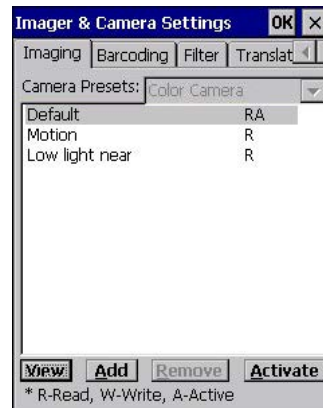 Imager & Camera Settings OK ×
Imaging Barcoding Filter Translat
Camera Presets: Color Camera
Default RA
Motion R
Low light near R
View Add Remove Activate
* R-Read, W-Write, A-Active